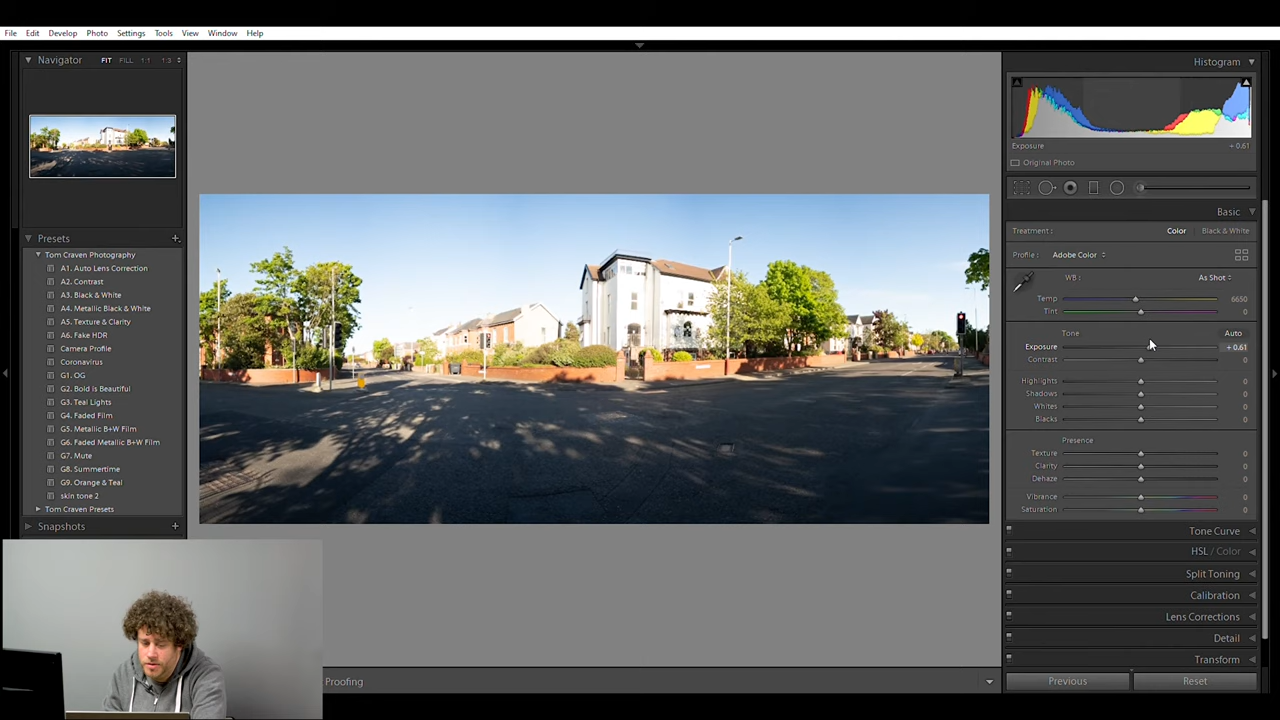 File Edit Develop Photo Settings Tools View Window Help
Navigator FIT FILL 1:1 1:3
Presets +
Tom Craven Photography
A1. Auto Lens Correction
A2. Contrast
A3. Black & White
A4. Metallic Black & White
A5. Texture & Clarity
A6. Fake HDR
Camera Profile
Coronavirus
G1. OG
G2. Bold is Beautiful
G3. Teal Lights
G4. Faded Film
G5. Metallic B+W Film
G6. Faded Metallic B+W Film
G7. Mute
G8. Summertime
G9. Orange & Teal
skin tone 2
Tom Craven Presets
Snapshots +
Proofing
Histogram
Exposure + 0.61
Original Photo
Basic
Treatment : Color Black & White
Profile : Adobe Color
WB : As Shot
Temp 6650
Tint 0
Tone Auto
Exposure + 0.61
Contrast 0
Highlights 0
Shadows 0
Whites 0
Blacks 0
Presence
Texture 0
Clarity 0
Dehaze 0
Vibrance 0
Saturation 0
Tone Curve
HSL / Color
Split Toning
Calibration
Lens Corrections
Detail
Transform
Previous Reset